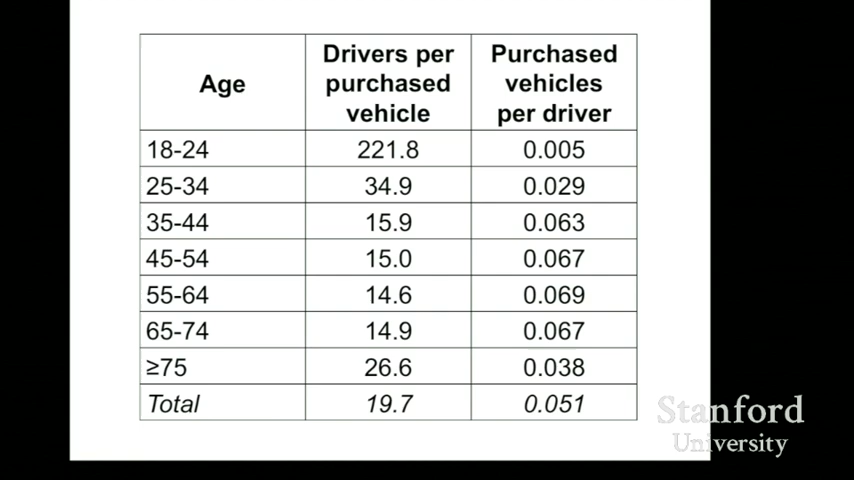 Age Drivers per purchased vehicle Purchased vehicles per driver
18-24 221.8 0.005
25-34 34.9 0.029
35-44 15.9 0.063
45-54 15.0 0.067
55-64 14.6 0.069
65-74 14.9 0.067
≥75 26.6 0.038
Total 19.7 0.051
Stanford
University